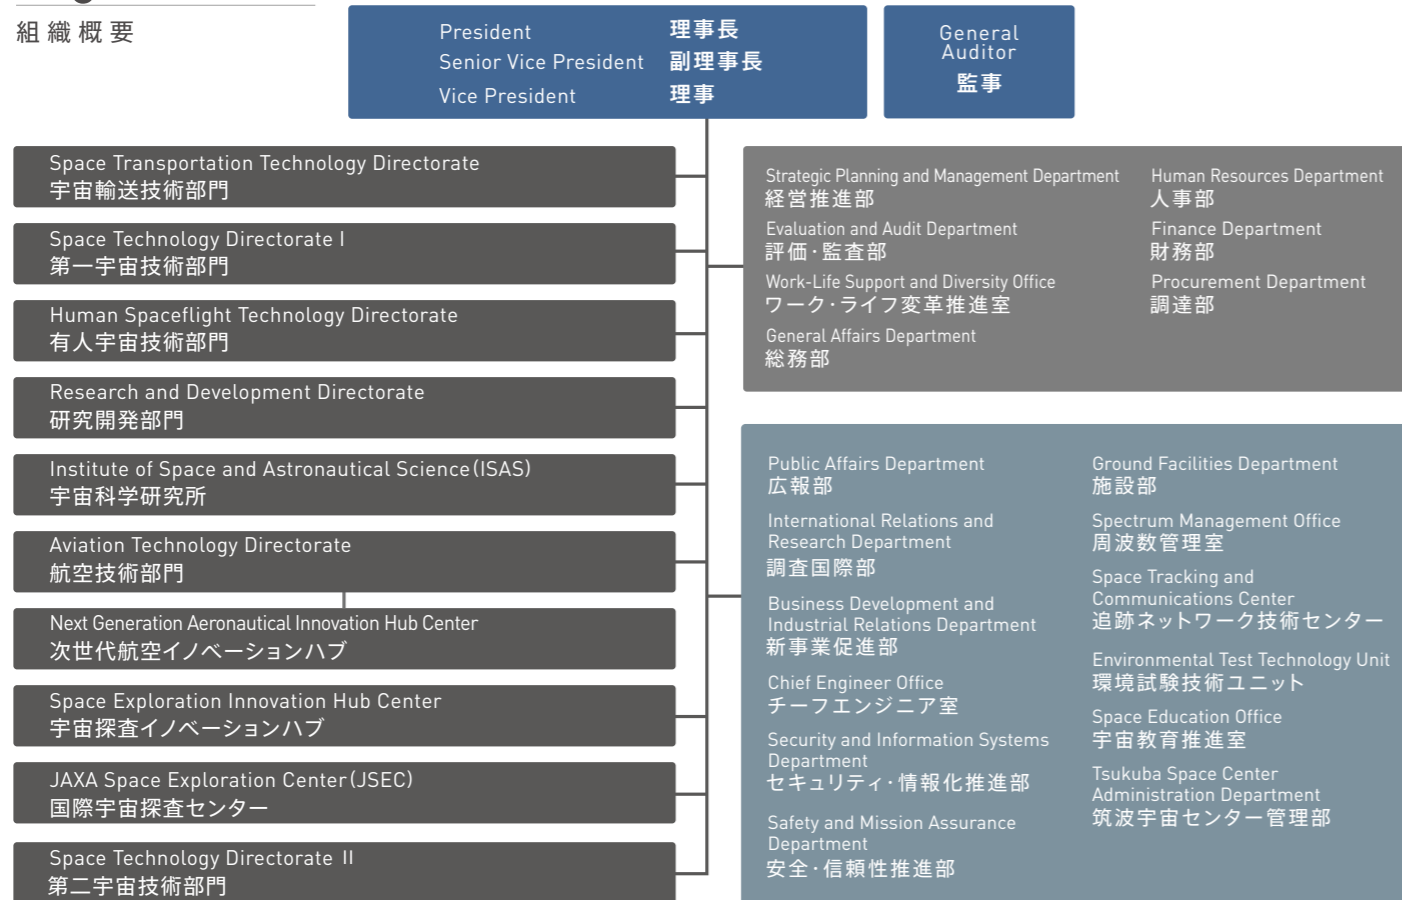 組織概要
President 理事長
Senior Vice President 副理事長
Vice President 理事
General
Auditor
監事
Space Transportation Technology Directorate
宇宙輸送技術部門
Space Technology Directorate I
第一宇宙技術部門
Human Spaceflight Technology Directorate
有人宇宙技術部門
Research and Development Directorate
研究開発部門
Institute of Space and Astronautical Science(ISAS)
宇宙科学研究所
Aviation Technology Directorate
航空技術部門
Next Generation Aeronautical Innovation Hub Center
次世代航空イノベーションハブ
Space Exploration Innovation Hub Center
宇宙探査イノベーションハブ
JAXA Space Exploration Center(JSEC)
国際宇宙探査センター
Space Technology Directorate II
第二宇宙技術部門
Strategic Planning and Management Department
経営推進部
Evaluation and Audit Department
評価・監査部
Work-Life Support and Diversity Office
ワーク・ライフ変革推進室
General Affairs Department
総務部
Human Resources Department
人事部
Finance Department
財務部
Procurement Department
調達部
Public Affairs Department
広報部
International Relations and
Research Department
調査国際部
Business Development and
Industrial Relations Department
新事業促進部
Chief Engineer Office
チーフエンジニア室
Security and Information Systems
Department
セキュリティ・情報化推進部
Safety and Mission Assurance
Department
安全・信頼性推進部
Ground Facilities Department
施設部
Spectrum Management Office
周波数管理室
Space Tracking and
Communications Center
追跡ネットワーク技術センター
Environmental Test Technology Unit
環境試験技術ユニット
Space Education Office
宇宙教育推進室
Tsukuba Space Center
Administration Department
筑波宇宙センター管理部